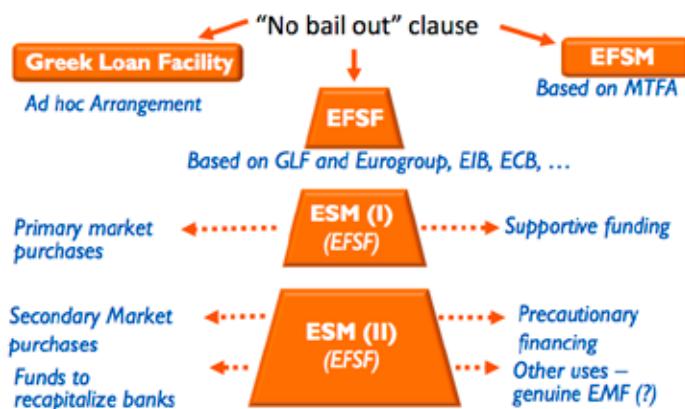 “No bail out” clause
Greek Loan Facility
EFSM
Ad hoc Arrangement
Based on MTFA
EFSF
Based on GLF and Eurogroup, EIB, ECB, …
Primary market
purchases
ESM (I)
(EFSF)
Supportive funding
Secondary Market
purchases
Funds to
recapitalize banks
ESM (II)
(EFSF)
Precautionary
financing
Other uses –
genuine EMF (?)